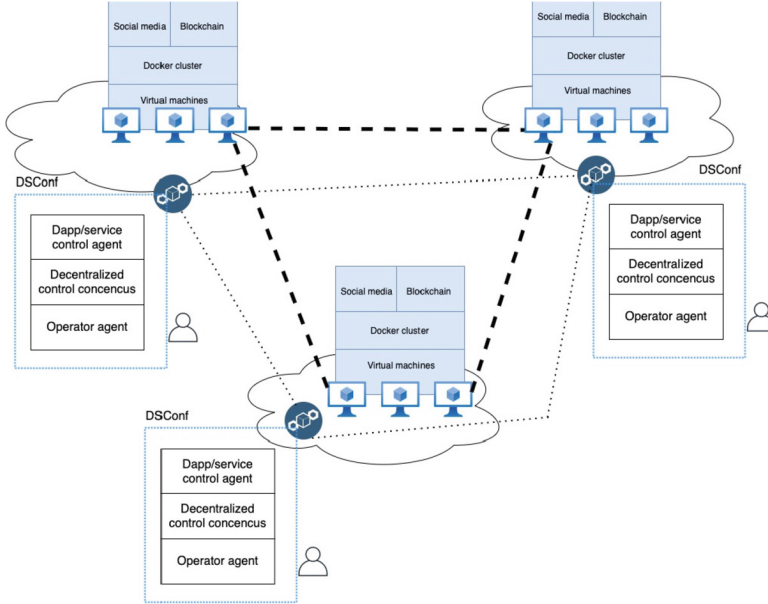 Social media Blockchain
Docker cluster
Virtual machines
Social media Blockchain
Docker cluster
Virtual machines
DSConf
Dapp/service
control agent
Decentralized
control concencus
Operator agent
DSConf
Dapp/service
control agent
Decentralized
control concencus
Operator agent
Social media Blockchain
Docker cluster
Virtual machines
DSConf
Dapp/service
control agent
Decentralized
control concencus
Operator agent